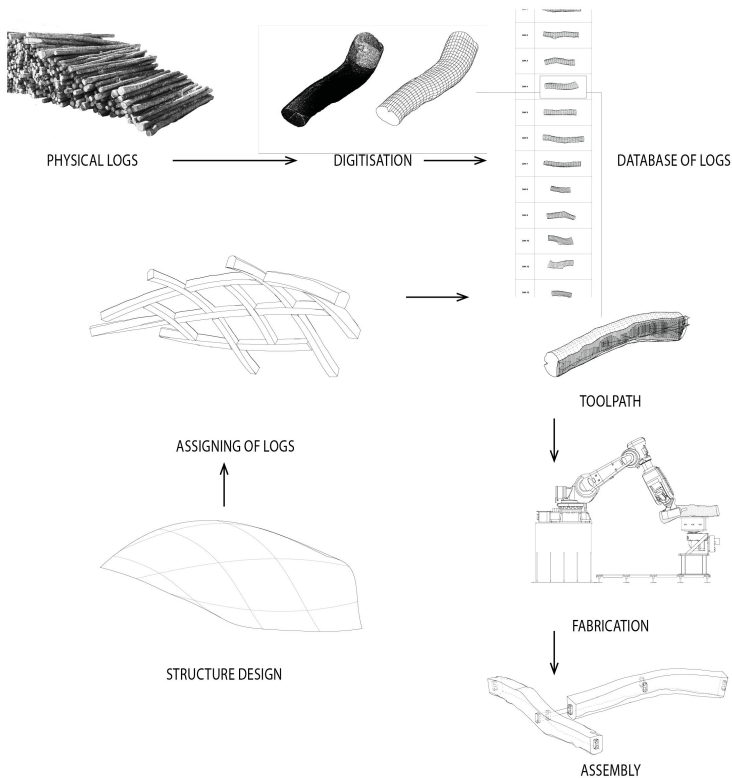 PHYSICAL LOGS
DIGITISATION
DATABASE OF LOGS
TOOLPATH
ASSIGNING OF LOGS
FABRICATION
STRUCTURE DESIGN
ASSEMBLY